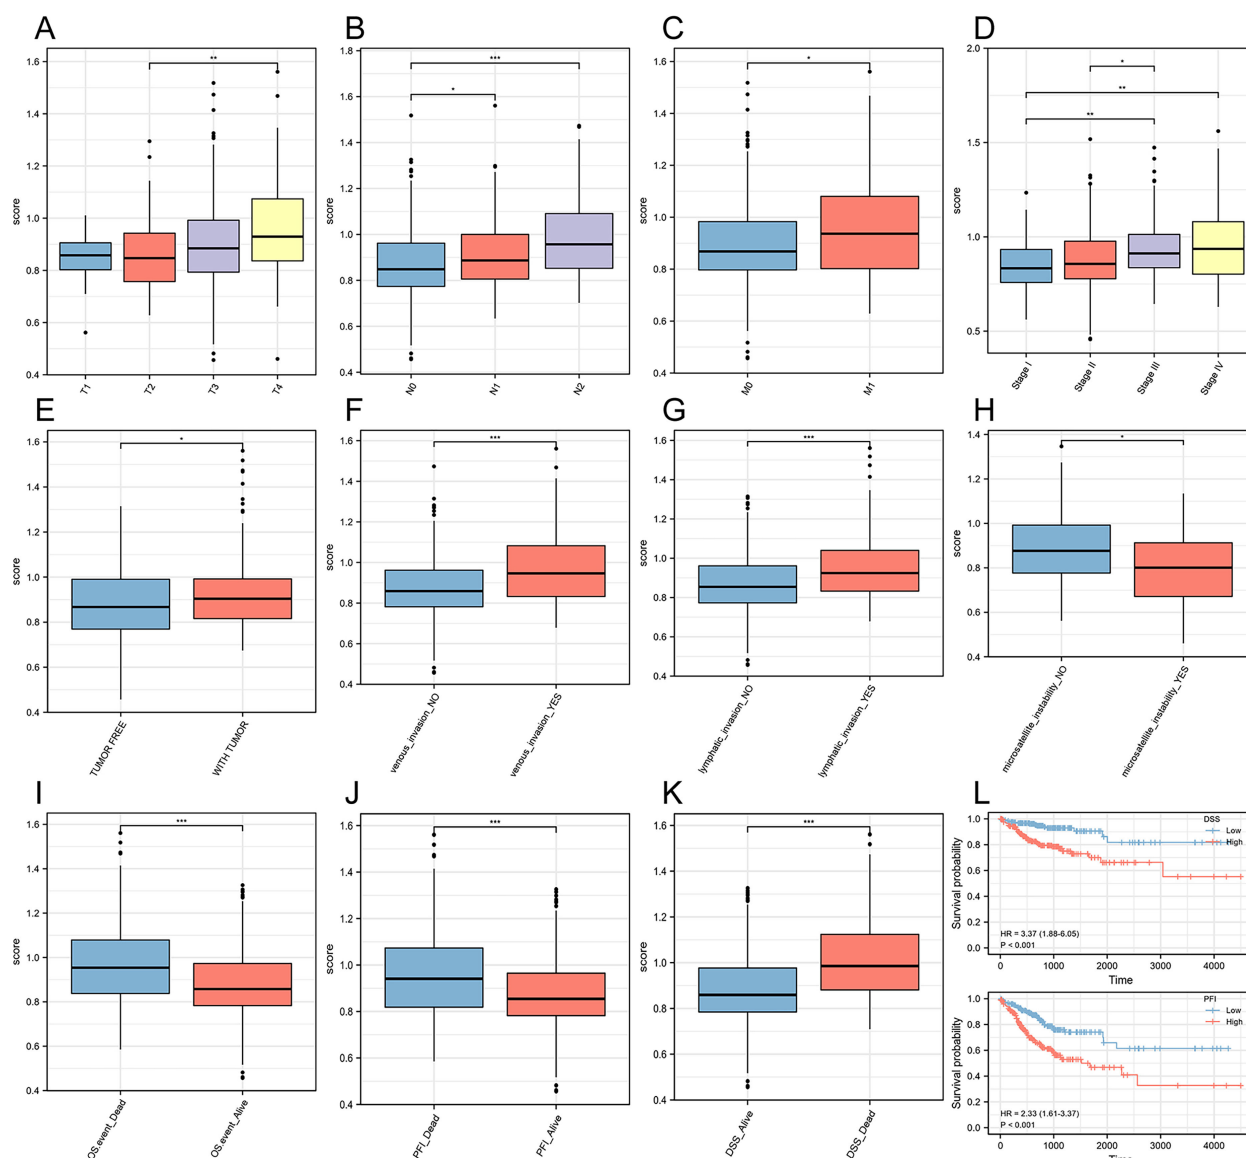 A
score
1.6
1.4
1.2
1.0
0.8
0.6
0.4
**
T1
T2
T3
T4
B
score
1.8
1.6
1.4
1.2
1.0
0.8
0.6
0.4
***
*
N0
N1
N2
C
score
1.6
1.4
1.2
1.0
0.8
0.6
0.4
*
M0
M1
D
score
2.0
1.5
1.0
0.5
*
**
**
Stage I
Stage II
Stage III
Stage IV
E
score
1.6
1.4
1.2
1.0
0.8
0.6
0.4
*
TUMOR FREE
WITH TUMOR
F
score
1.6
1.4
1.2
1.0
0.8
0.6
0.4
***
venous_invasion_NO
venous_invasion_YES
G
score
1.6
1.4
1.2
1.0
0.8
0.6
0.4
***
lymphatic_invasion_NO
lymphatic_invasion_YES
H
score
1.4
1.2
1.0
0.8
0.6
0.4
*
microsatellite_instability_NO
microsatellite_instability_YES
I
score
1.6
1.4
1.2
1.0
0.8
0.6
0.4
***
OS.event_Dead
OS.event_Alive
J
score
1.6
1.4
1.2
1.0
0.8
0.6
0.4
***
PFI_Dead
PFI_Alive
K
score
1.6
1.4
1.2
1.0
0.8
0.6
0.4
***
DSS_Alive
DSS_Dead
L
Survival probability
1.0
0.8
0.6
0.4
0.2
0.0
DSS
Low
High
HR = 3.37 (1.88-6.05)
P < 0.001
0 1000 2000 3000 4000
Time
Survival probability
1.0
0.8
0.6
0.4
0.2
0.0
PFI
Low
High
HR = 2.33 (1.61-3.37)
P < 0.001
0 1000 2000 3000 4000
Time